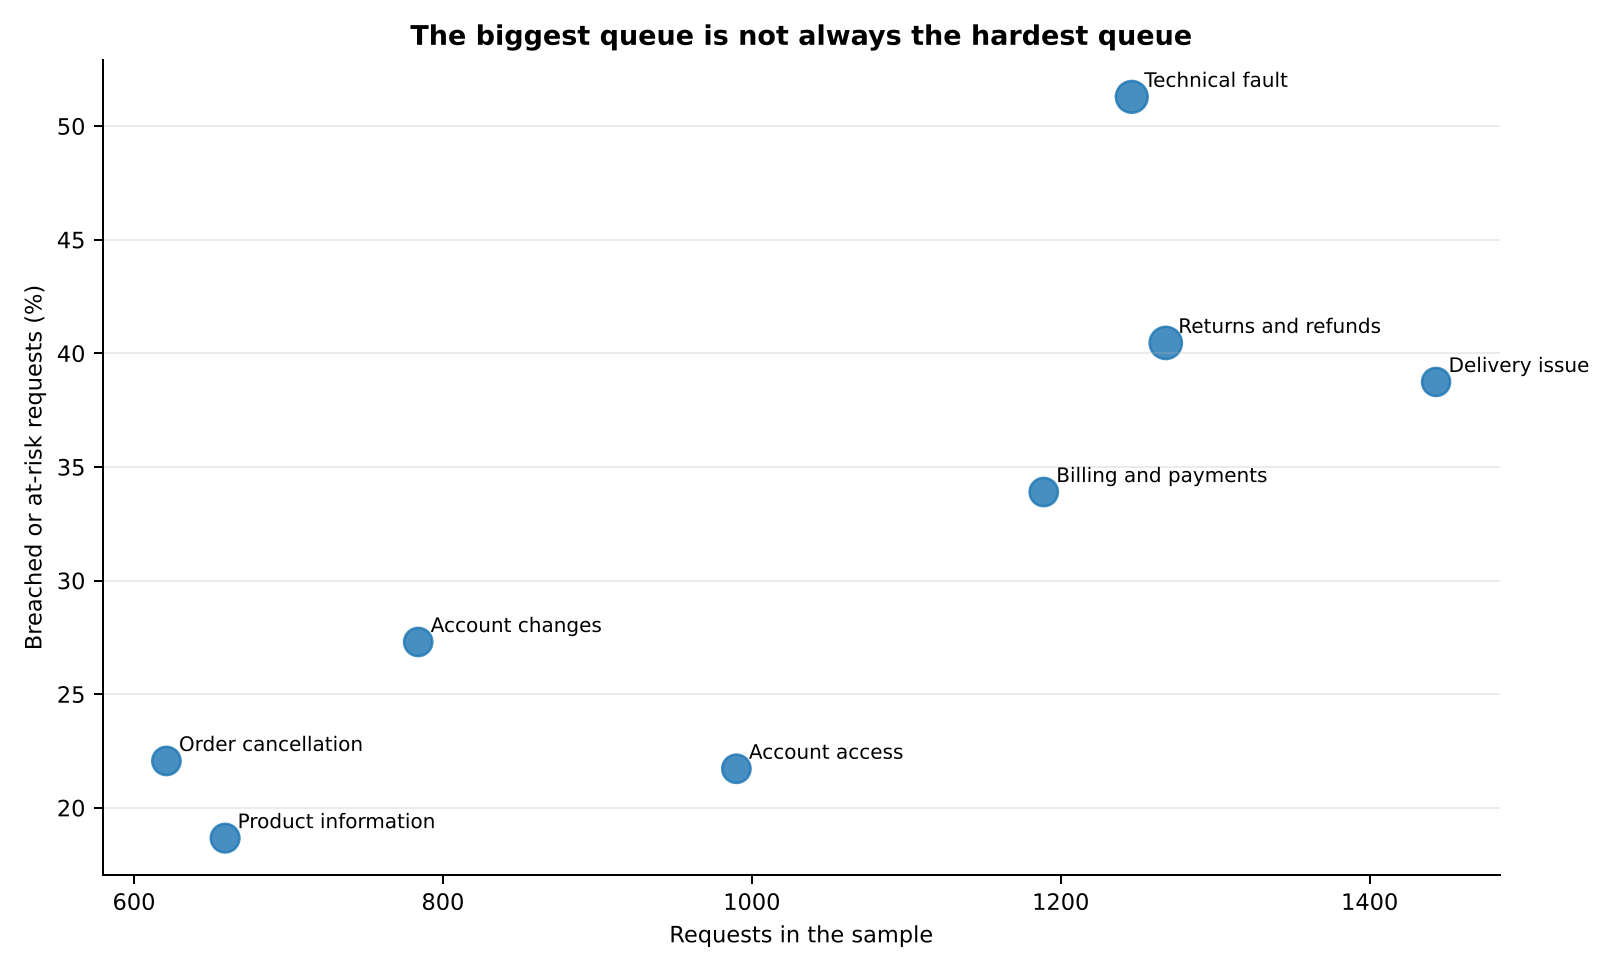 The biggest queue is not always the hardest queue
Technical fault
50
45
Returns and refunds
40
Delivery issue
35
Billing and payments
30
Account changes
25
Order cancellation
Account access
20
Product information
Breached or at-risk requests (%)
600 800 1000 1200 1400
Requests in the sample